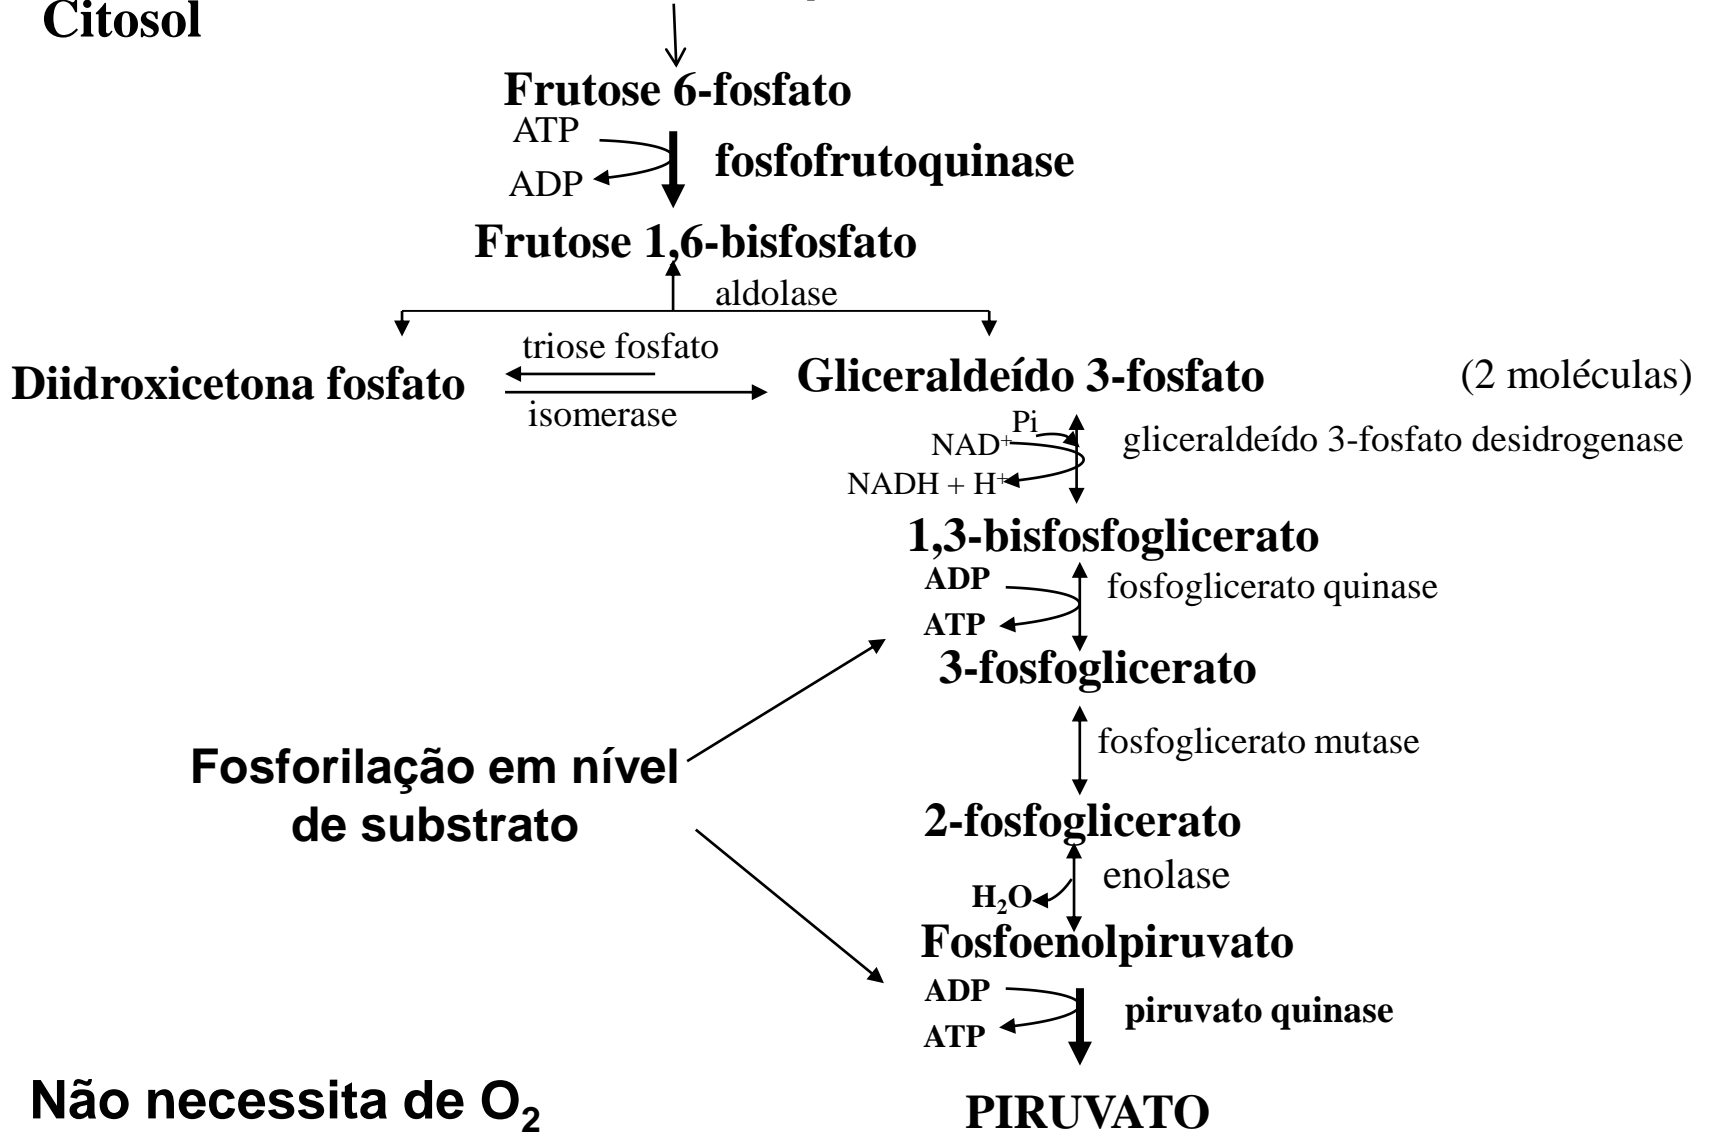 Citosol
Frutose 6-fosfato
ATP
fosfofrutoquinase
ADP
Frutose 1,6-bisfosfato
aldolase
triose fosfato
Diidroxicetona fosfato
Gliceraldeído 3-fosfato
(2 moléculas)
isomerase
Pi
NAD⁺
gliceraldeído 3-fosfato desidrogenase
NADH + H⁺
1,3-bisfosfoglicerato
ADP
fosfoglicerato quinase
ATP
3-fosfoglicerato
fosfoglicerato mutase
Fosforilação em nível
de substrato
2-fosfoglicerato
enolase
H₂O
Fosfoenolpiruvato
ADP
piruvato quinase
ATP
Não necessita de O₂
PIRUVATO